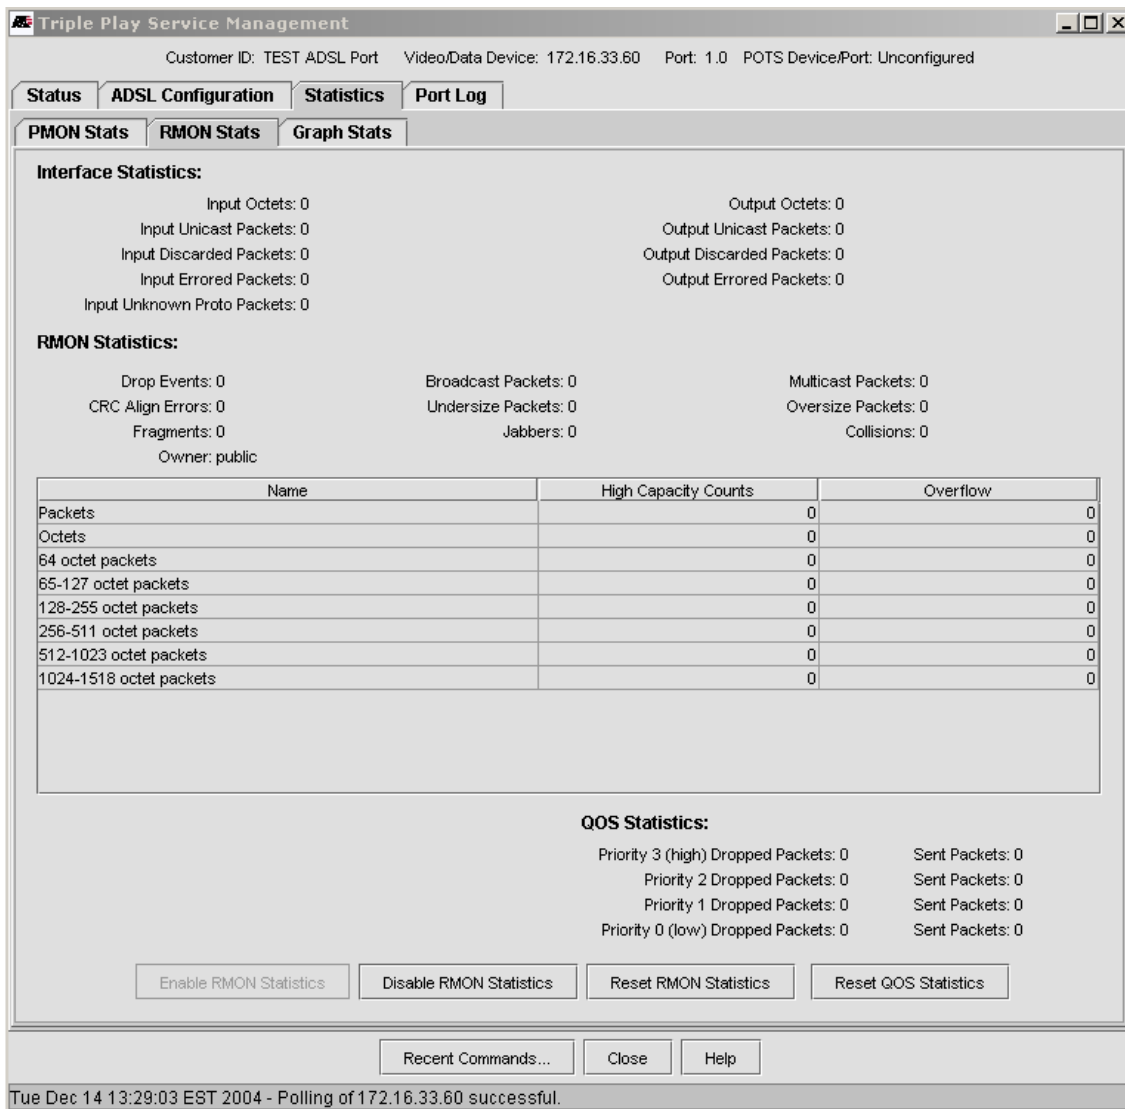 Triple Play Service Management
Customer ID: TEST ADSL Port Video/Data Device: 172.16.33.60 Port: 1.0 POTS Device/Port: Unconfigured
Status ADSL Configuration Statistics Port Log
PMON Stats RMON Stats Graph Stats
Interface Statistics:
Input Octets: 0 Output Octets: 0
Input Unicast Packets: 0 Output Unicast Packets: 0
Input Discarded Packets: 0 Output Discarded Packets: 0
Input Errored Packets: 0 Output Errored Packets: 0
Input Unknown Proto Packets: 0
RMON Statistics:
Drop Events: 0 Broadcast Packets: 0 Multicast Packets: 0
CRC Align Errors: 0 Undersize Packets: 0 Oversize Packets: 0
Fragments: 0 Jabbers: 0 Collisions: 0
Owner: public
Name High Capacity Counts Overflow
Packets 0 0
Octets 0 0
64 octet packets 0 0
65-127 octet packets 0 0
128-255 octet packets 0 0
256-511 octet packets 0 0
512-1023 octet packets 0 0
1024-1518 octet packets 0 0
QOS Statistics:
Priority 3 (high) Dropped Packets: 0 Sent Packets: 0
Priority 2 Dropped Packets: 0 Sent Packets: 0
Priority 1 Dropped Packets: 0 Sent Packets: 0
Priority 0 (low) Dropped Packets: 0 Sent Packets: 0
Enable RMON Statistics Disable RMON Statistics Reset RMON Statistics Reset QOS Statistics
Recent Commands... Close Help
Tue Dec 14 13:29:03 EST 2004 - Polling of 172.16.33.60 successful.